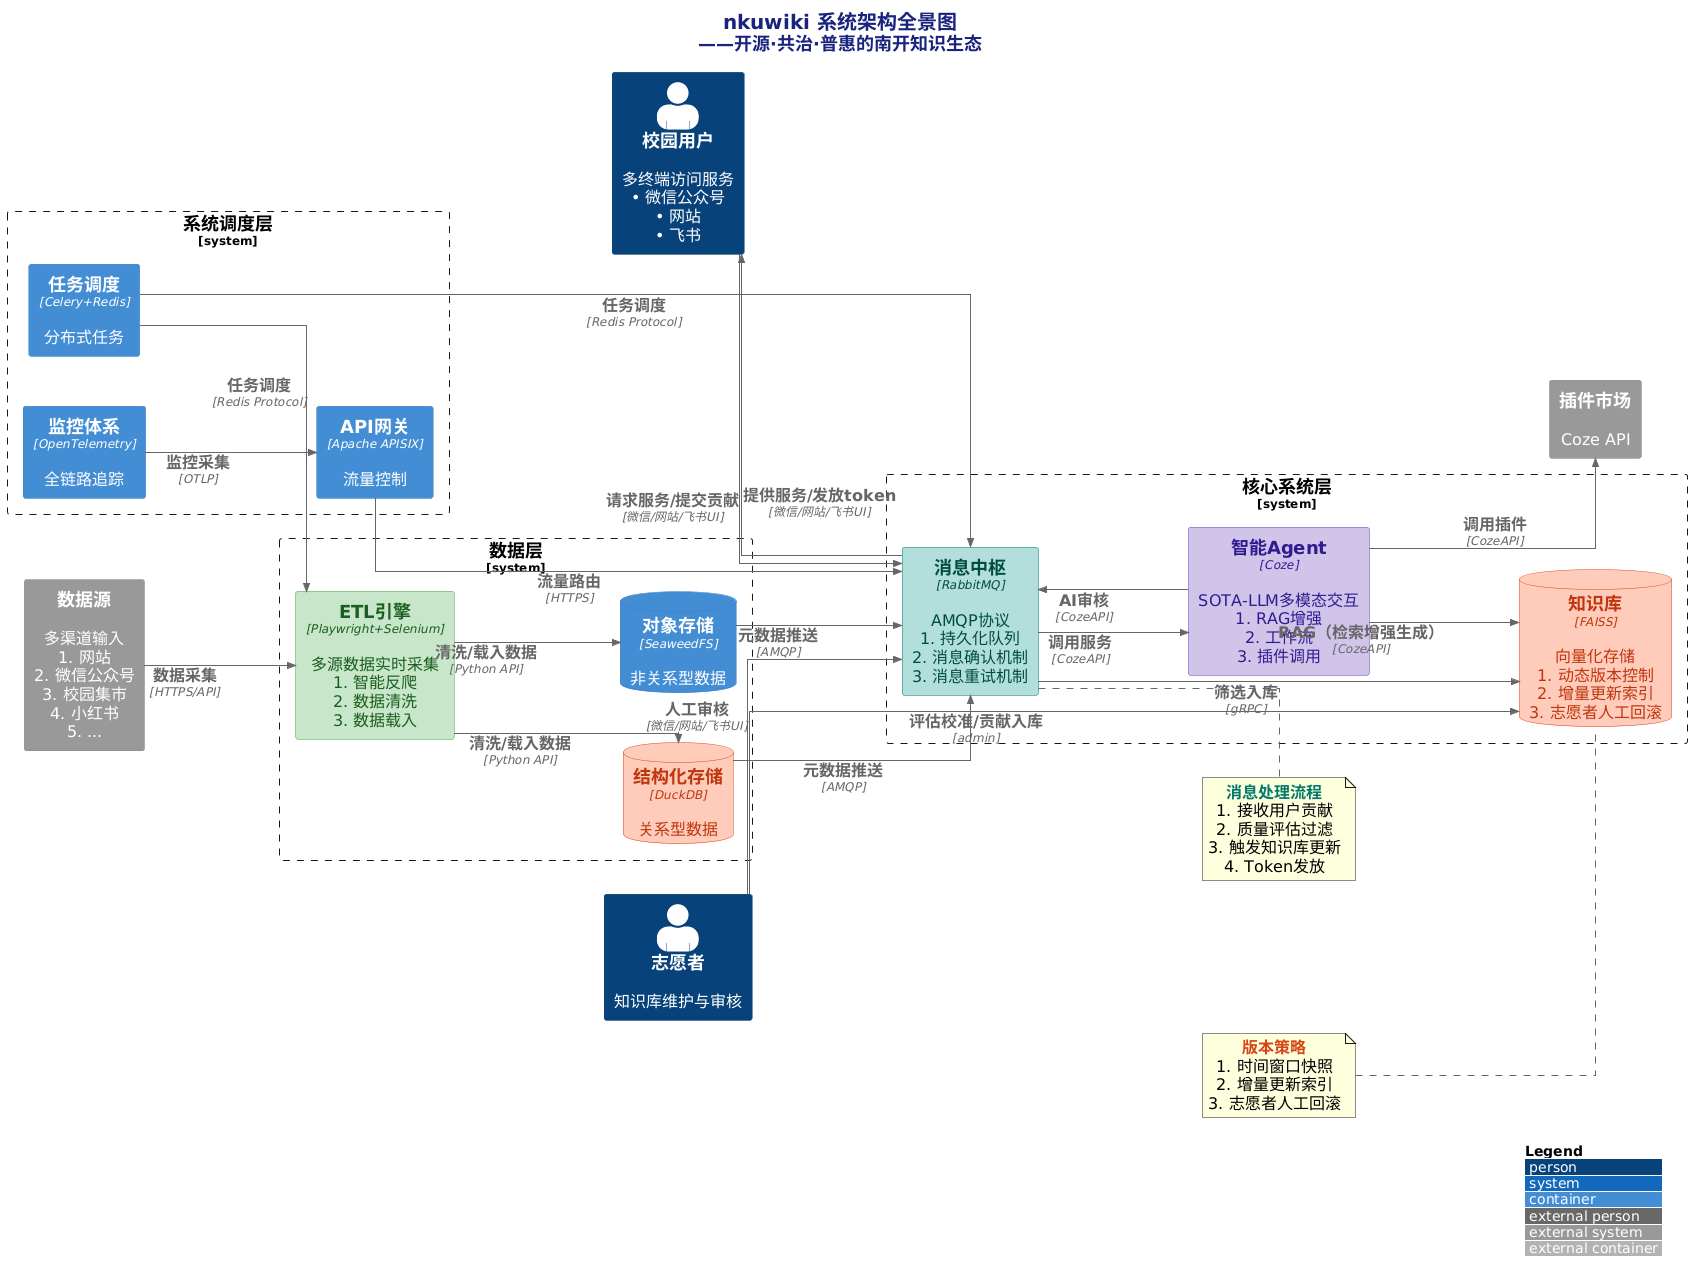 nkuwiki 系统架构全景图
——开源·共治·普惠的南开知识生态
校园用户
多终端访问服务
• 微信公众号
• 网站
• 飞书
系统调度层
[system]
任务调度
[Celery+Redis]
分布式任务
任务调度
[Redis Protocol]
任务调度
[Redis Protocol]
监控体系
[OpenTelemetry]
全链路追踪
监控采集
[OTLP]
API网关
[Apache APISIX]
流量控制
插件市场
Coze API
请求服务/提交贡献
[微信/网站/飞书UI]
提供服务/发放token
[微信/网站/飞书UI]
核心系统层
[system]
智能Agent
[Coze]
SOTA-LLM多模态交互
1. RAG增强
2. 工作流
3. 插件调用
调用插件
[CozeAPI]
数据层
[system]
流量路由
[HTTPS]
消息中枢
[RabbitMQ]
AMQP协议
1. 持久化队列
2. 消息确认机制
3. 消息重试机制
AI审核
[CozeAPI]
调用服务
[CozeAPI]
RAG（检索增强生成）
[CozeAPI]
知识库
[FAISS]
向量化存储
1. 动态版本控制
2. 增量更新索引
3. 志愿者人工回滚
数据源
多渠道输入
1. 网站
2. 微信公众号
3. 校园集市
4. 小红书
5. ...
数据采集
[HTTPS/API]
ETL引擎
[Playwright+Selenium]
多源数据实时采集
1. 智能反爬
2. 数据清洗
3. 数据载入
清洗/载入数据
[Python API]
对象存储
[SeaweedFS]
非关系型数据
元数据推送
[AMQP]
人工审核
[微信/网站/飞书UI]
筛选入库
[gRPC]
评估校准/贡献入库
[admin]
清洗/载入数据
[Python API]
结构化存储
[DuckDB]
关系型数据
元数据推送
[AMQP]
消息处理流程
1. 接收用户贡献
2. 质量评估过滤
3. 触发知识库更新
4. Token发放
志愿者
知识库维护与审核
版本策略
1. 时间窗口快照
2. 增量更新索引
3. 志愿者人工回滚
Legend
person
system
container
external person
external system
external container